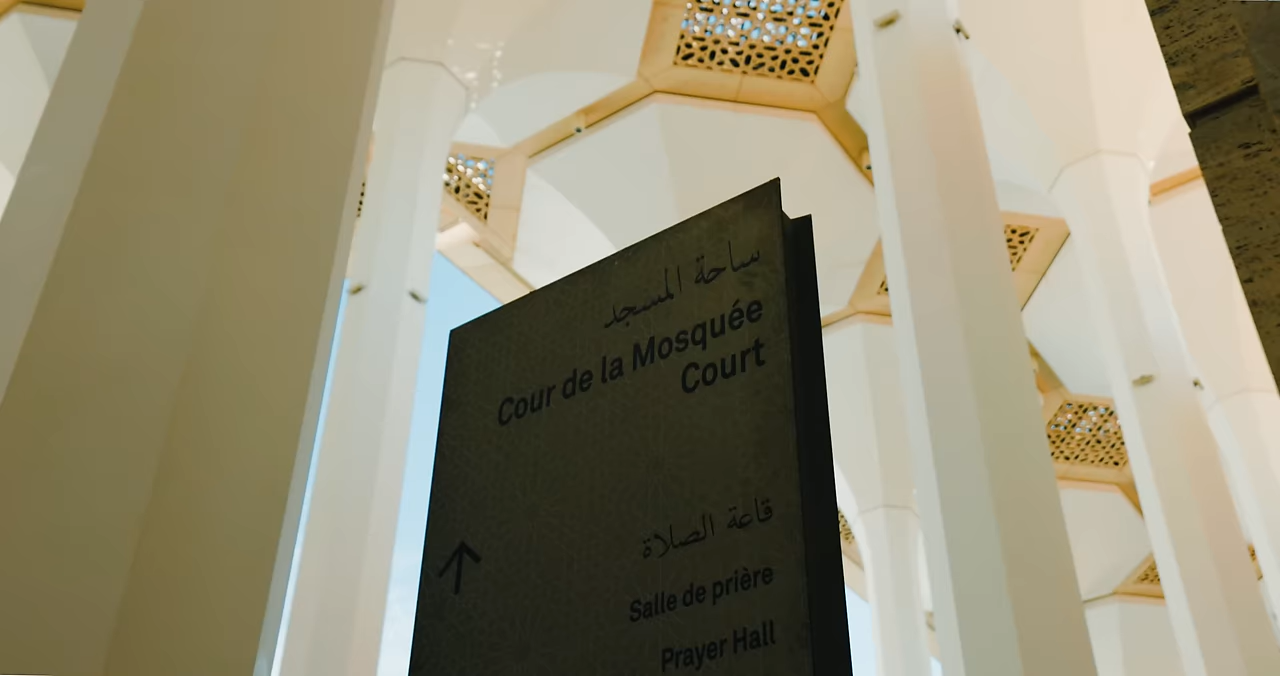 ساحة المسجد
Cour de la Mosquée
Court
قاعة الصلاة
Salle de prière
Prayer Hall